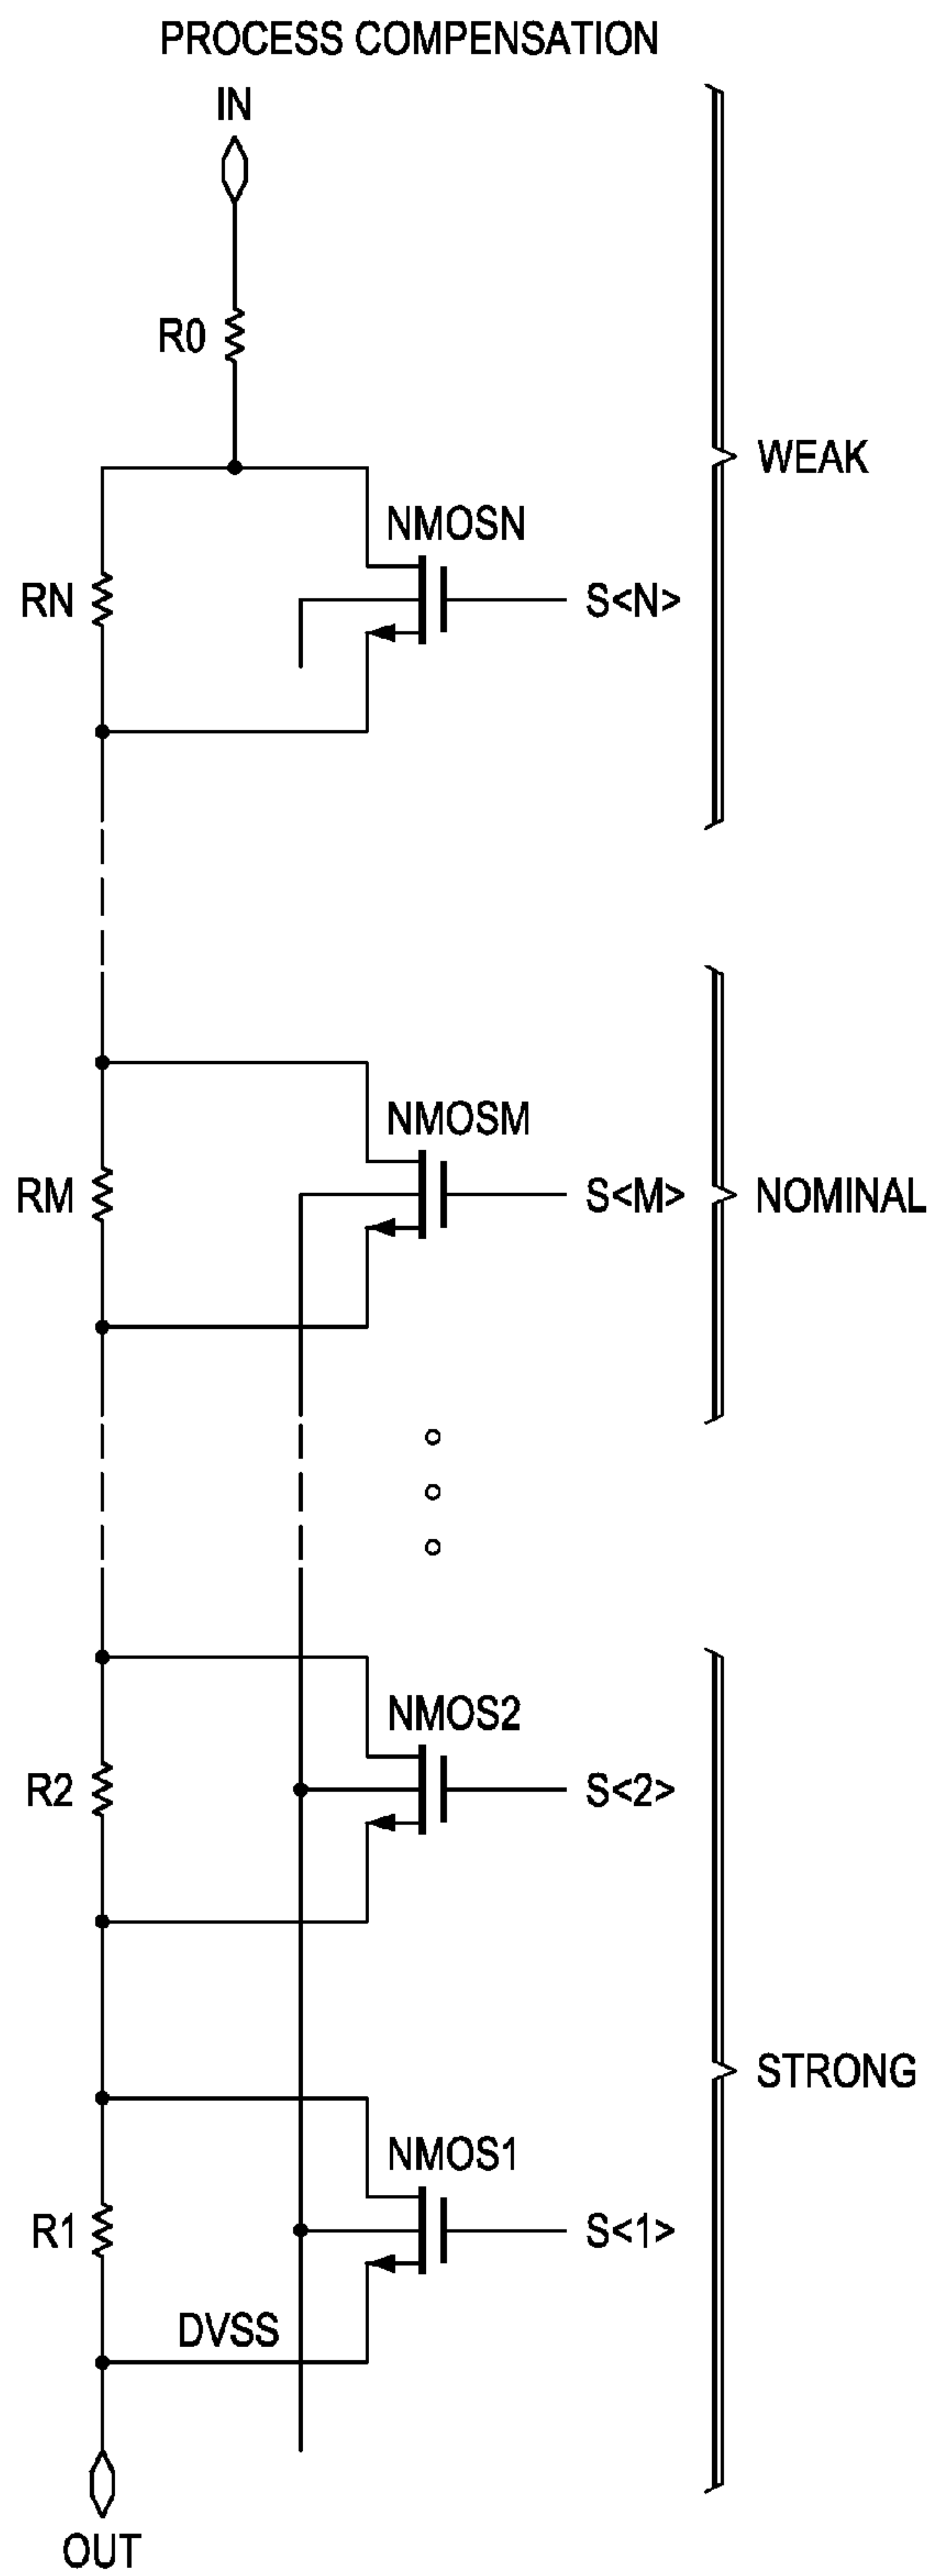 PROCESS COMPENSATION
IN
R0
WEAK
NMOSN
RN
S<N>
NMOSM
RM
S<M>
NOMINAL
NMOS2
R2
S<2>
STRONG
NMOS1
R1
S<1>
DVSS
OUT